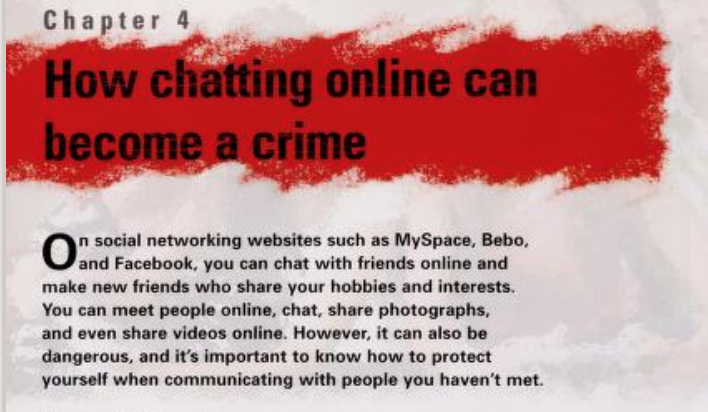 Chapter 4
How chatting online can
become a crime
On social networking websites such as MySpace, Bebo,
and Facebook, you can chat with friends online and
make new friends who share your hobbies and interests.
You can meet people online, chat, share photographs,
and even share videos online. However, it can also be
dangerous, and it's important to know how to protect
yourself when communicating with people you haven't met.